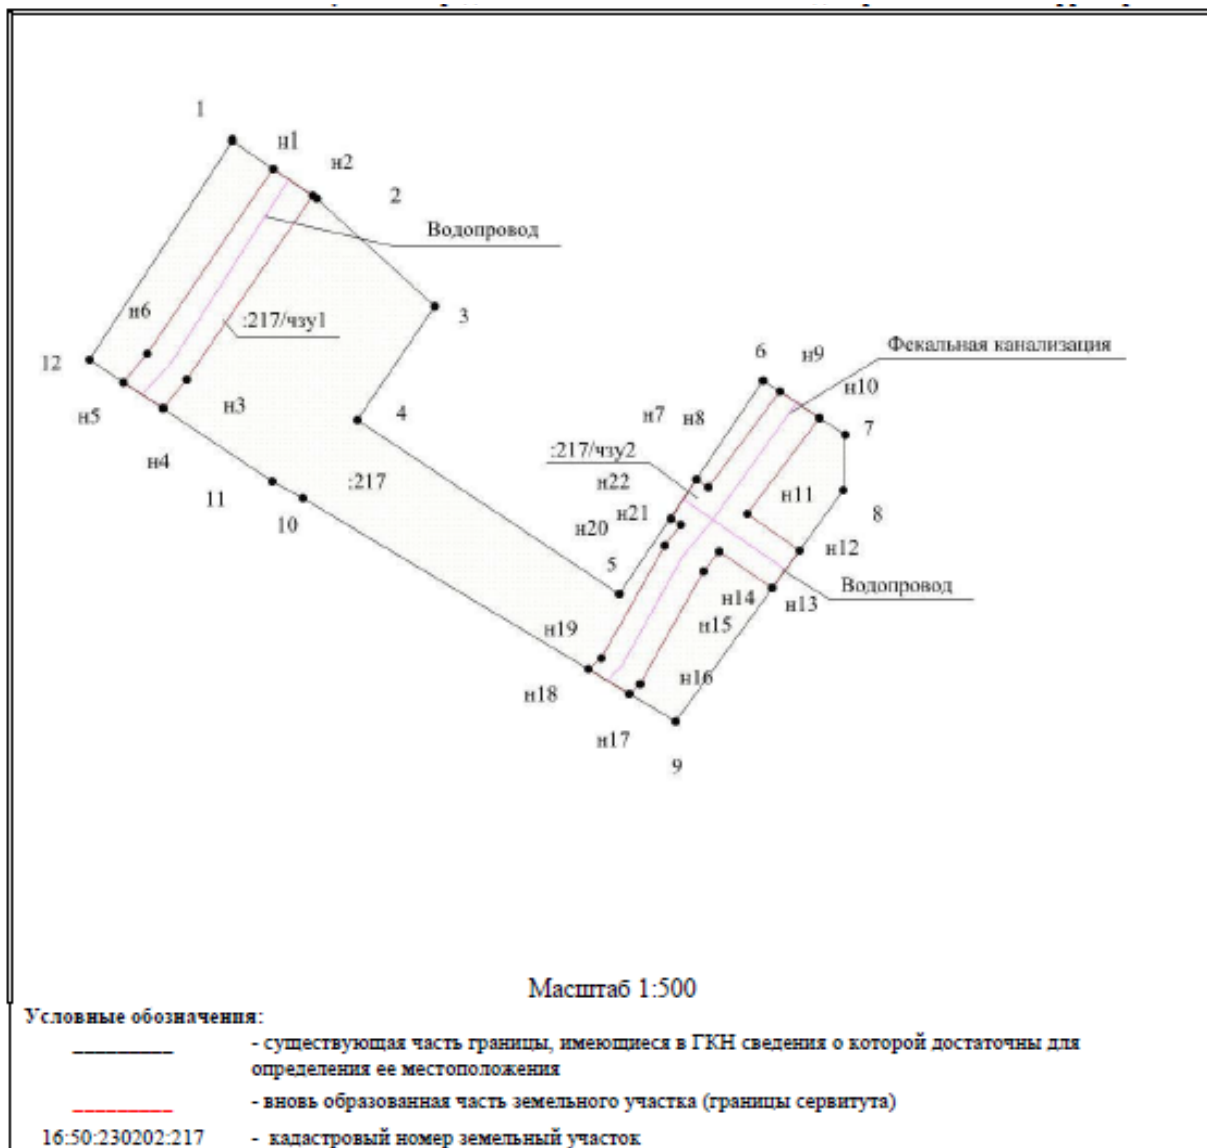 1
н1
н2
2
Водопровод
н6
:217/чзу1
3
12
6
н9
Фекальная канализация
н5
н3
н10
н4
4
н7
н8
7
:217/чзу2
11
:217
н22
10
н21
н11
8
н20
н12
5
н14
н13
Водопровод
н19
н15
н18
н16
н17
9
Масштаб 1:500
Условные обозначения:
- существующая часть границы, имеющиеся в ГКН сведения о которой достаточны для
определения ее местоположения
- вновь образованная часть земельного участка (границы сервитута)
16:50:230202:217 - кадастровый номер земельный участок